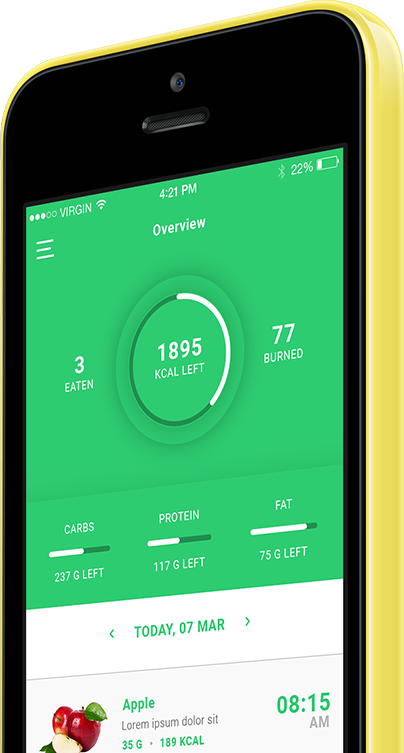 VIRGIN 4:21 PM 22%
Overview
3
EATEN
1895
KCAL LEFT
77
BURNED
CARBS
237 G LEFT
PROTEIN
117 G LEFT
FAT
75 G LEFT
TODAY, 07 MAR
Apple
Lorem ipsum dolor sit
35 G • 189 KCAL
08:15
AM